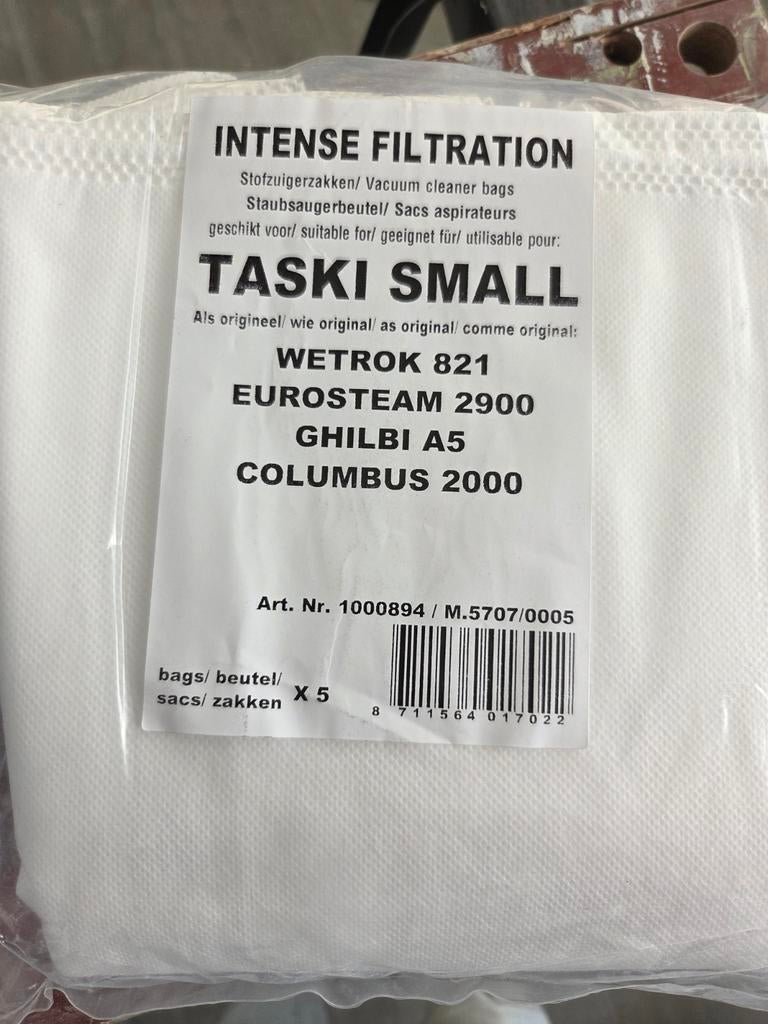 INTENSE FILTRATION
Stofzuigerzakken/ Vacuum cleaner bags
Staubsaugerbeutel/ Sacs aspirateurs
geschikt voor/ suitable for/ geeignet für/ utilisable pour:
TASKI SMALL
Als origineel/ wie original/ as original/ comme original:
WETROK 821
EUROSTEAM 2900
GHILBI A5
COLUMBUS 2000
Art. Nr. 1000894 / M.5707/0005
bags/ beutel/
sacs/ zakken X 5
8 711564 017022